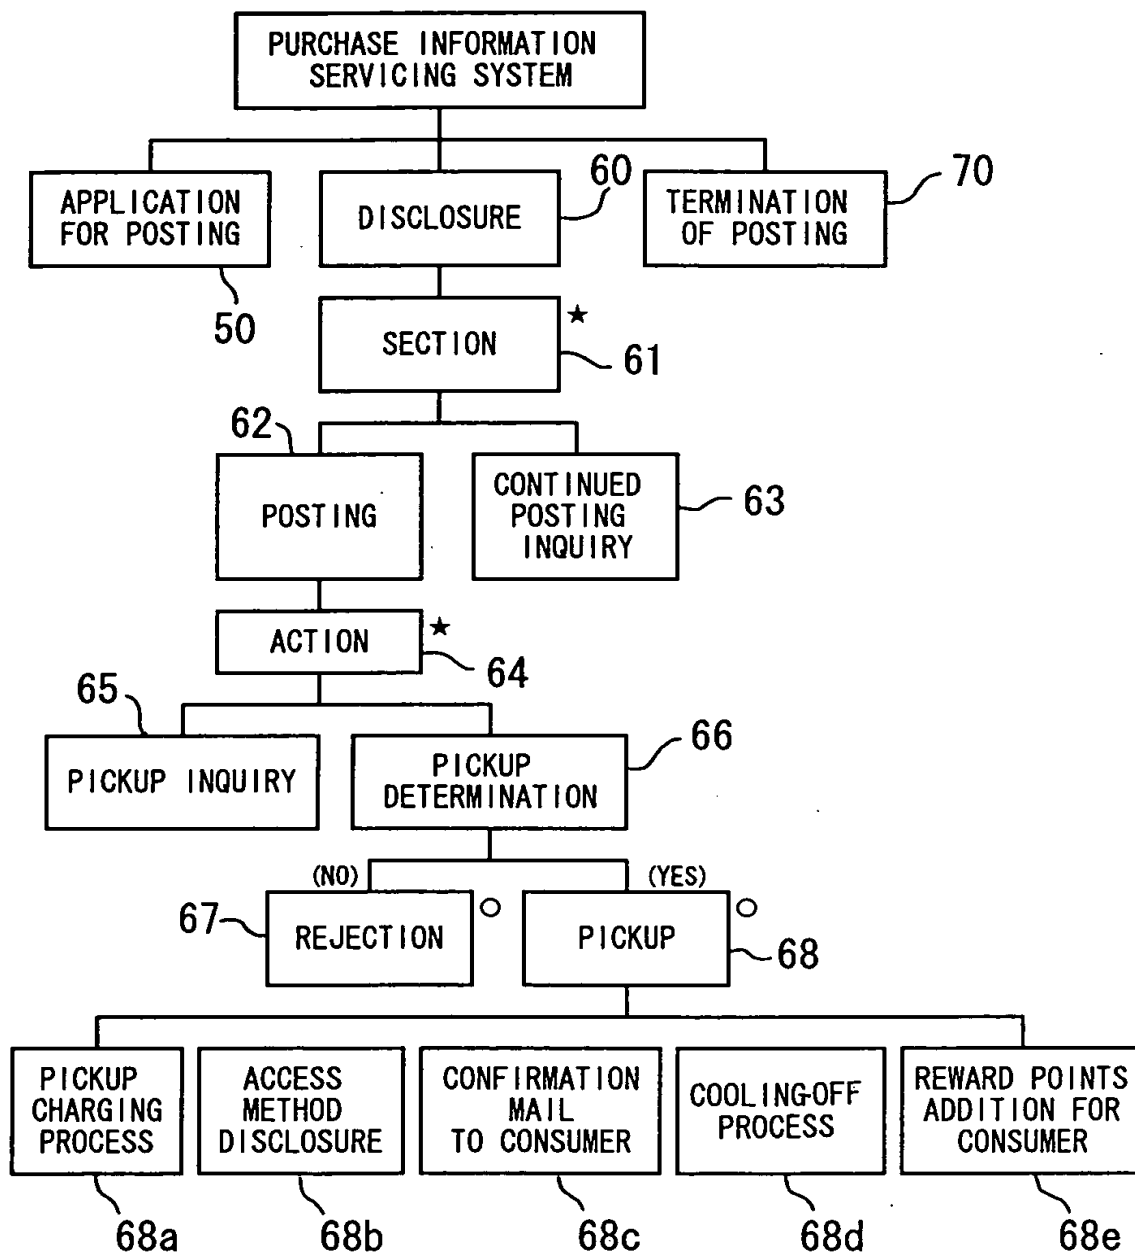 PURCHASE INFORMATION
SERVICING SYSTEM
APPLICATION
FOR POSTING
50
DISCLOSURE
60
TERMINATION
OF POSTING
70
SECTION
★
61
62
POSTING
CONTINUED
POSTING
INQUIRY
63
ACTION
★
64
65
PICKUP INQUIRY
PICKUP
DETERMINATION
66
(NO)
(YES)
67
REJECTION
○
PICKUP
○
68
PICKUP
CHARGING
PROCESS
68a
ACCESS
METHOD
DISCLOSURE
68b
CONFIRMATION
MAIL
TO CONSUMER
68c
COOLING-OFF
PROCESS
68d
REWARD POINTS
ADDITION FOR
CONSUMER
68e